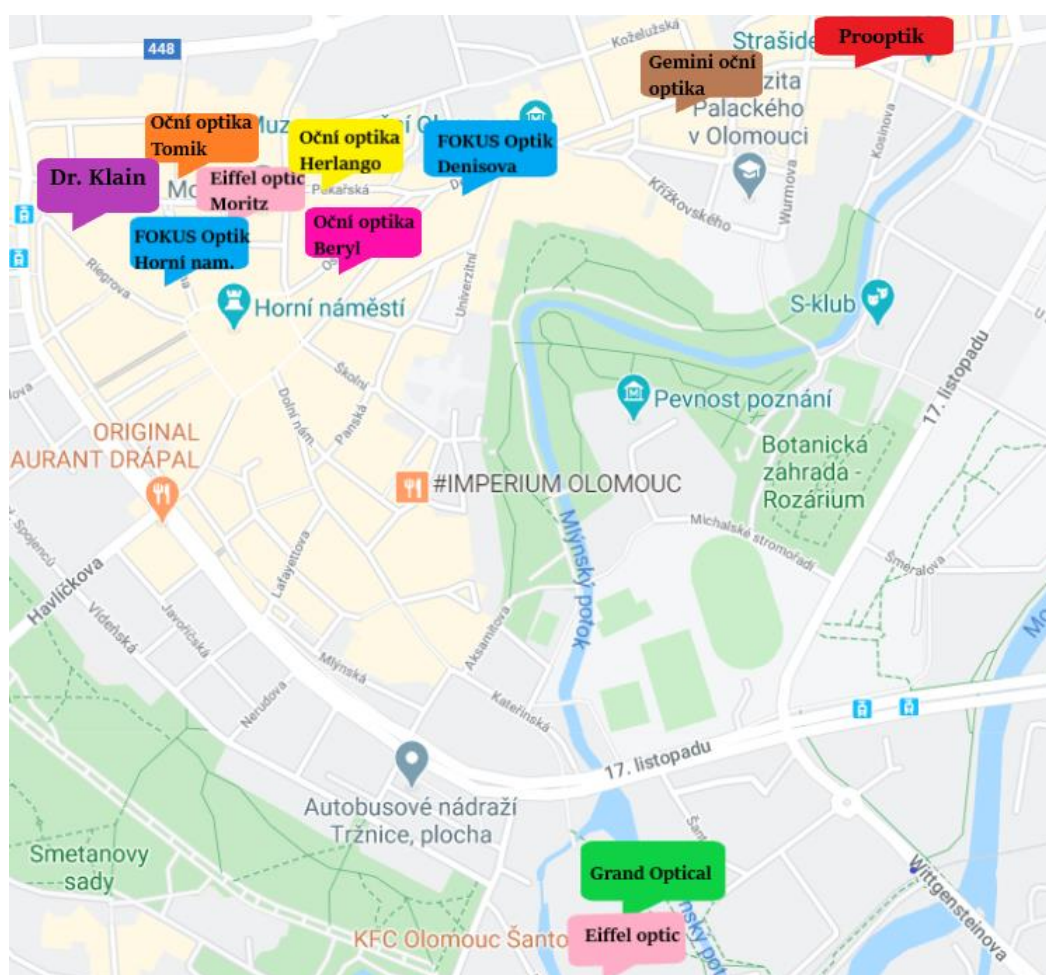 448
Koželužská
Strašide
Prooptik
Gemini oční
optika
zita
Palackého
v Olomouci
Oční optika
Tomik
Oční optika
Herlango
FOKUS Optik
Denisova
Dr. Klain
Eiffel optic
Moritz
Pekařská
Kosinova
Křížkovského
Wurmova
FOKUS Optik
Horní nam.
Oční optika
Beryl
Riegrova
Univerzitní
Horní náměstí
S-klub
17. listopadu
Školní
Dolní nám.
Panská
Pevnost poznání
ORIGINAL
AURANT DRÁPAL
#IMPERIUM OLOMOUC
Botanická
zahrada -
Rozárium
Michalské stromořadí
Šmeralova
Mlýnský potok
Spojenců
Havlíčkova
Lafayettova
Vídeňská
Javoříčská
Aksamitova
Mlýnská
Nerudova
Kateřinská
17. listopadu
Autobusové nádraží
Tržnice, plocha
Smetanovy
sady
Grand Optical
Wittgensteinova
KFC Olomouc Šanto
Eiffel optic